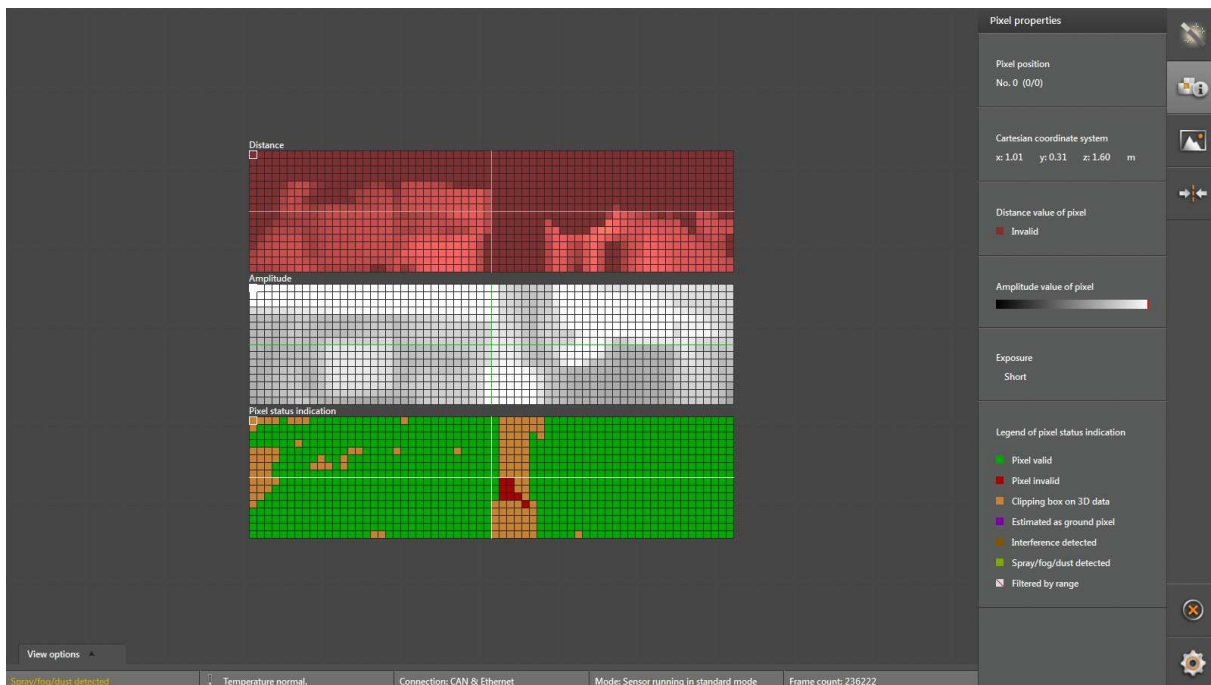 Distance
Amplitude
Pixel status indication
Pixel properties
Pixel position
No. 0 (0/0)
Cartesian coordinate system
x: 1.01 y: 0.31 z: 1.60 m
Distance value of pixel
Invalid
Amplitude value of pixel
Exposure
Short
Legend of pixel status indication
Pixel valid
Pixel invalid
Clipping box on 3D data
Estimated as ground pixel
Interference detected
Spray/fog/dust detected
Filtered by range
View options
Spray/fog/dust detected
Temperature normal.
Connection: CAN & Ethernet
Mode: Sensor running in standard mode
Frame count: 236222